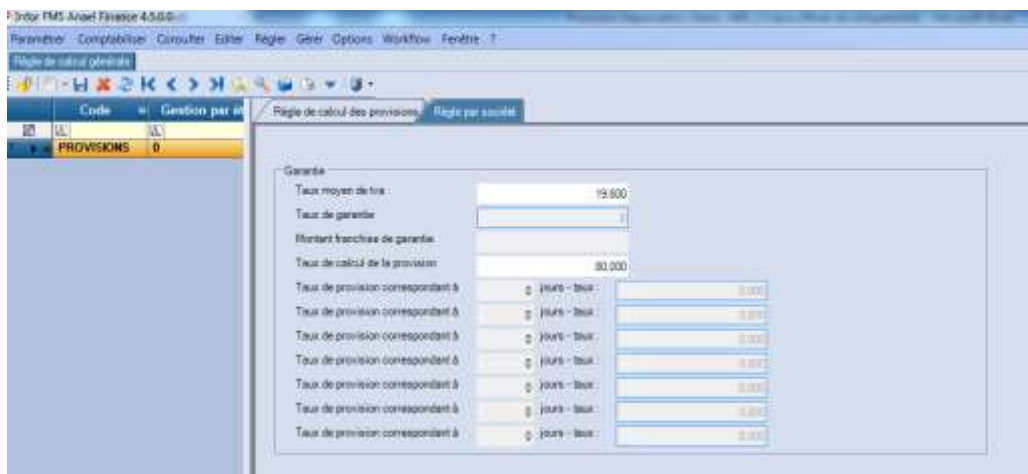 Infor FMS Anael Finance 4.5.0.0
Paramétrer Comptabiliser Consulter Editer Régler Gérer Options Workflow Fenêtre ?
Règle de calcul générale
Code Gestion par ét
PROVISIONS 0
Règle de calcul des provisions Règle par société
Garantie
Taux moyen de tva : 19.600
Taux de garantie 0
Montant franchise de garantie
Taux de calcul de la provision 80,000
Taux de provision correspondant à 0 jours - taux : 0.000
Taux de provision correspondant à 0 jours - taux : 0.000
Taux de provision correspondant à 0 jours - taux : 0.000
Taux de provision correspondant à 0 jours - taux : 0.000
Taux de provision correspondant à 0 jours - taux : 0.000
Taux de provision correspondant à 0 jours - taux : 0.000
Taux de provision correspondant à 0 jours - taux : 0.000